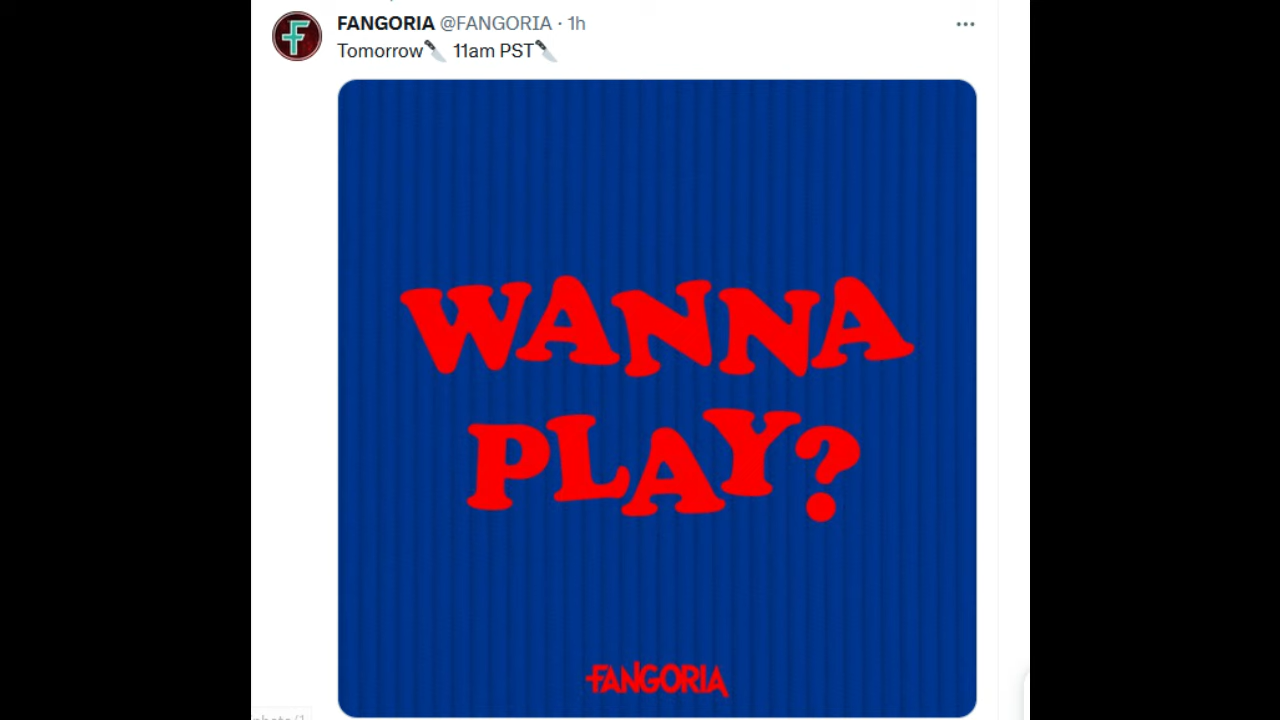 FANGORIA @FANGORIA · 1h
Tomorrow🔪 11am PST🔪
WANNA
PLAY?
FANGORIA